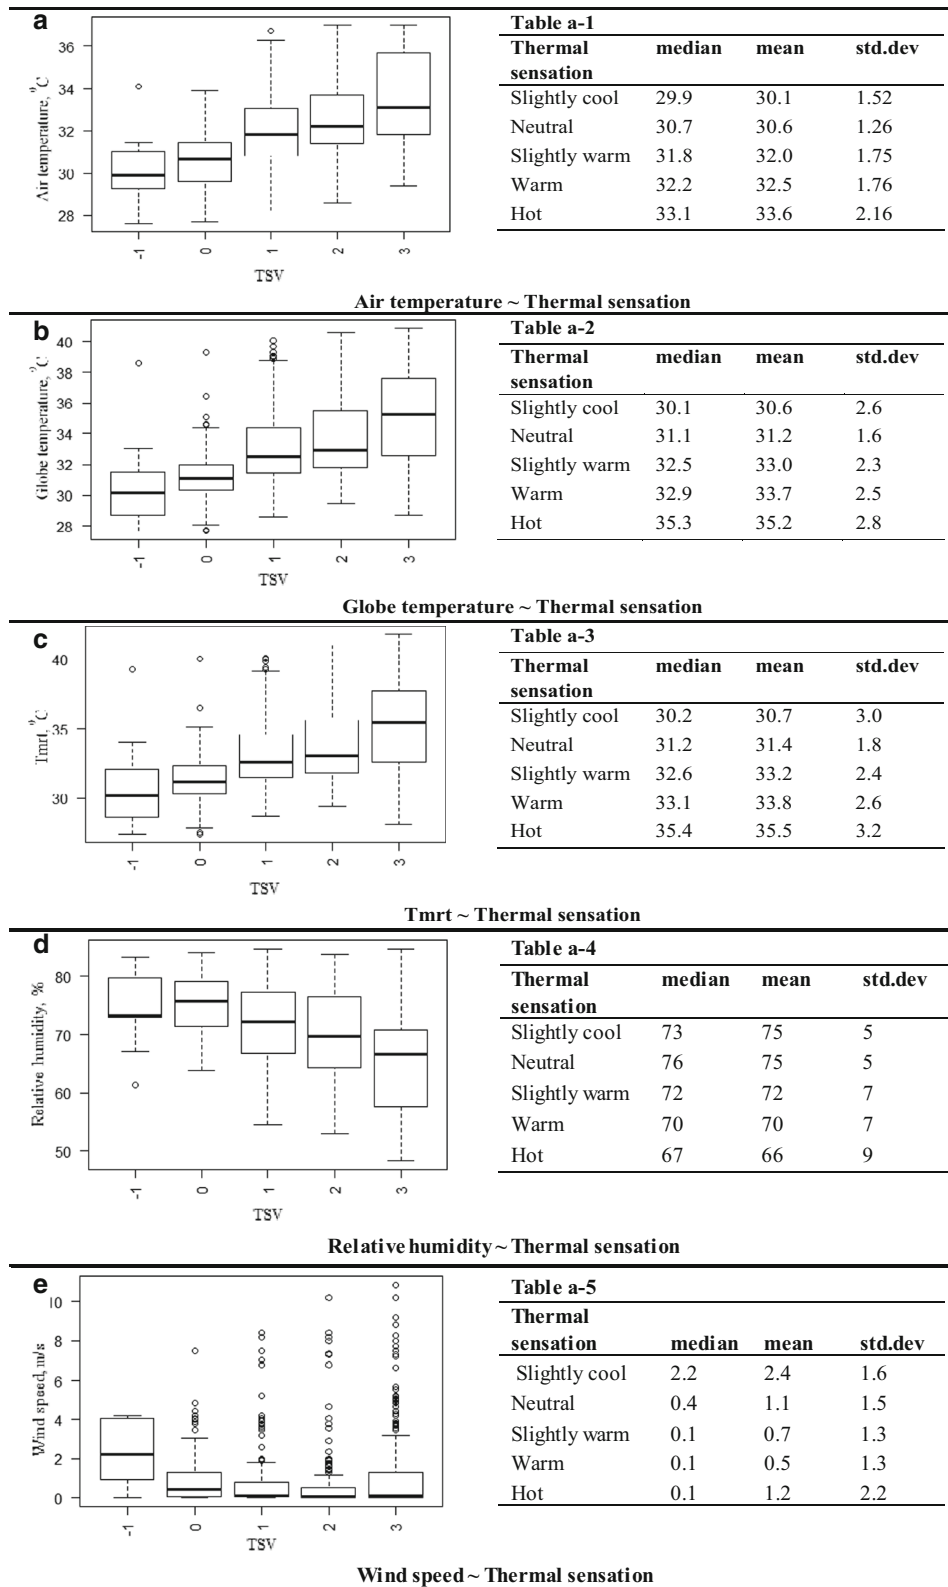 a
36
34
32
30
28
Air temperature, ⁰C
-1 0 1 2 3
TSV
Table a-1
Thermal sensation median mean std.dev
Slightly cool 29.9 30.1 1.52
Neutral 30.7 30.6 1.26
Slightly warm 31.8 32.0 1.75
Warm 32.2 32.5 1.76
Hot 33.1 33.6 2.16
Air temperature ~ Thermal sensation
b
40
38
36
34
32
30
28
Globe temperature, ⁰C
-1 0 1 2 3
TSV
Table a-2
Thermal sensation median mean std.dev
Slightly cool 30.1 30.6 2.6
Neutral 31.1 31.2 1.6
Slightly warm 32.5 33.0 2.3
Warm 32.9 33.7 2.5
Hot 35.3 35.2 2.8
Globe temperature ~ Thermal sensation
c
40
35
30
Tmrt, ⁰C
-1 0 1 2 3
TSV
Table a-3
Thermal sensation median mean std.dev
Slightly cool 30.2 30.7 3.0
Neutral 31.2 31.4 1.8
Slightly warm 32.6 33.2 2.4
Warm 33.1 33.8 2.6
Hot 35.4 35.5 3.2
Tmrt ~ Thermal sensation
d
80
70
60
50
Relative humidity, %
-1 0 1 2 3
TSV
Table a-4
Thermal sensation median mean std.dev
Slightly cool 73 75 5
Neutral 76 75 5
Slightly warm 72 72 7
Warm 70 70 7
Hot 67 66 9
Relative humidity ~ Thermal sensation
e
10
8
6
4
2
0
Wind speed, m/s
-1 0 1 2 3
TSV
Table a-5
Thermal sensation median mean std.dev
Slightly cool 2.2 2.4 1.6
Neutral 0.4 1.1 1.5
Slightly warm 0.1 0.7 1.3
Warm 0.1 0.5 1.3
Hot 0.1 1.2 2.2
Wind speed ~ Thermal sensation